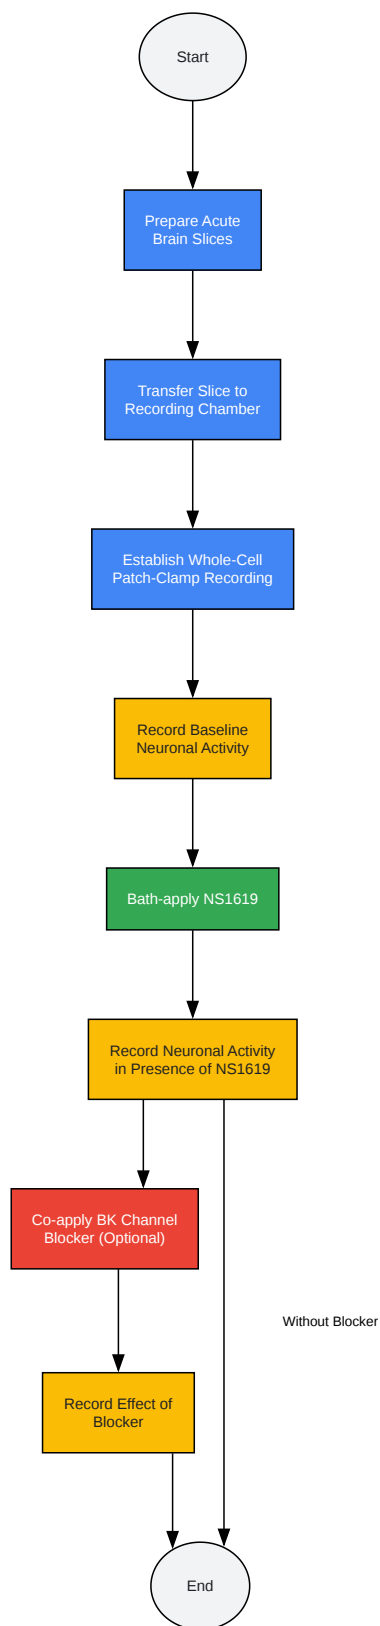 Start
Prepare Acute
Brain Slices
Transfer Slice to
Recording Chamber
Establish Whole-Cell
Patch-Clamp Recording
Record Baseline
Neuronal Activity
Bath-apply NS1619
Record Neuronal Activity
in Presence of NS1619
Co-apply BK Channel
Blocker (Optional)
Without Blocker
Record Effect of
Blocker
End